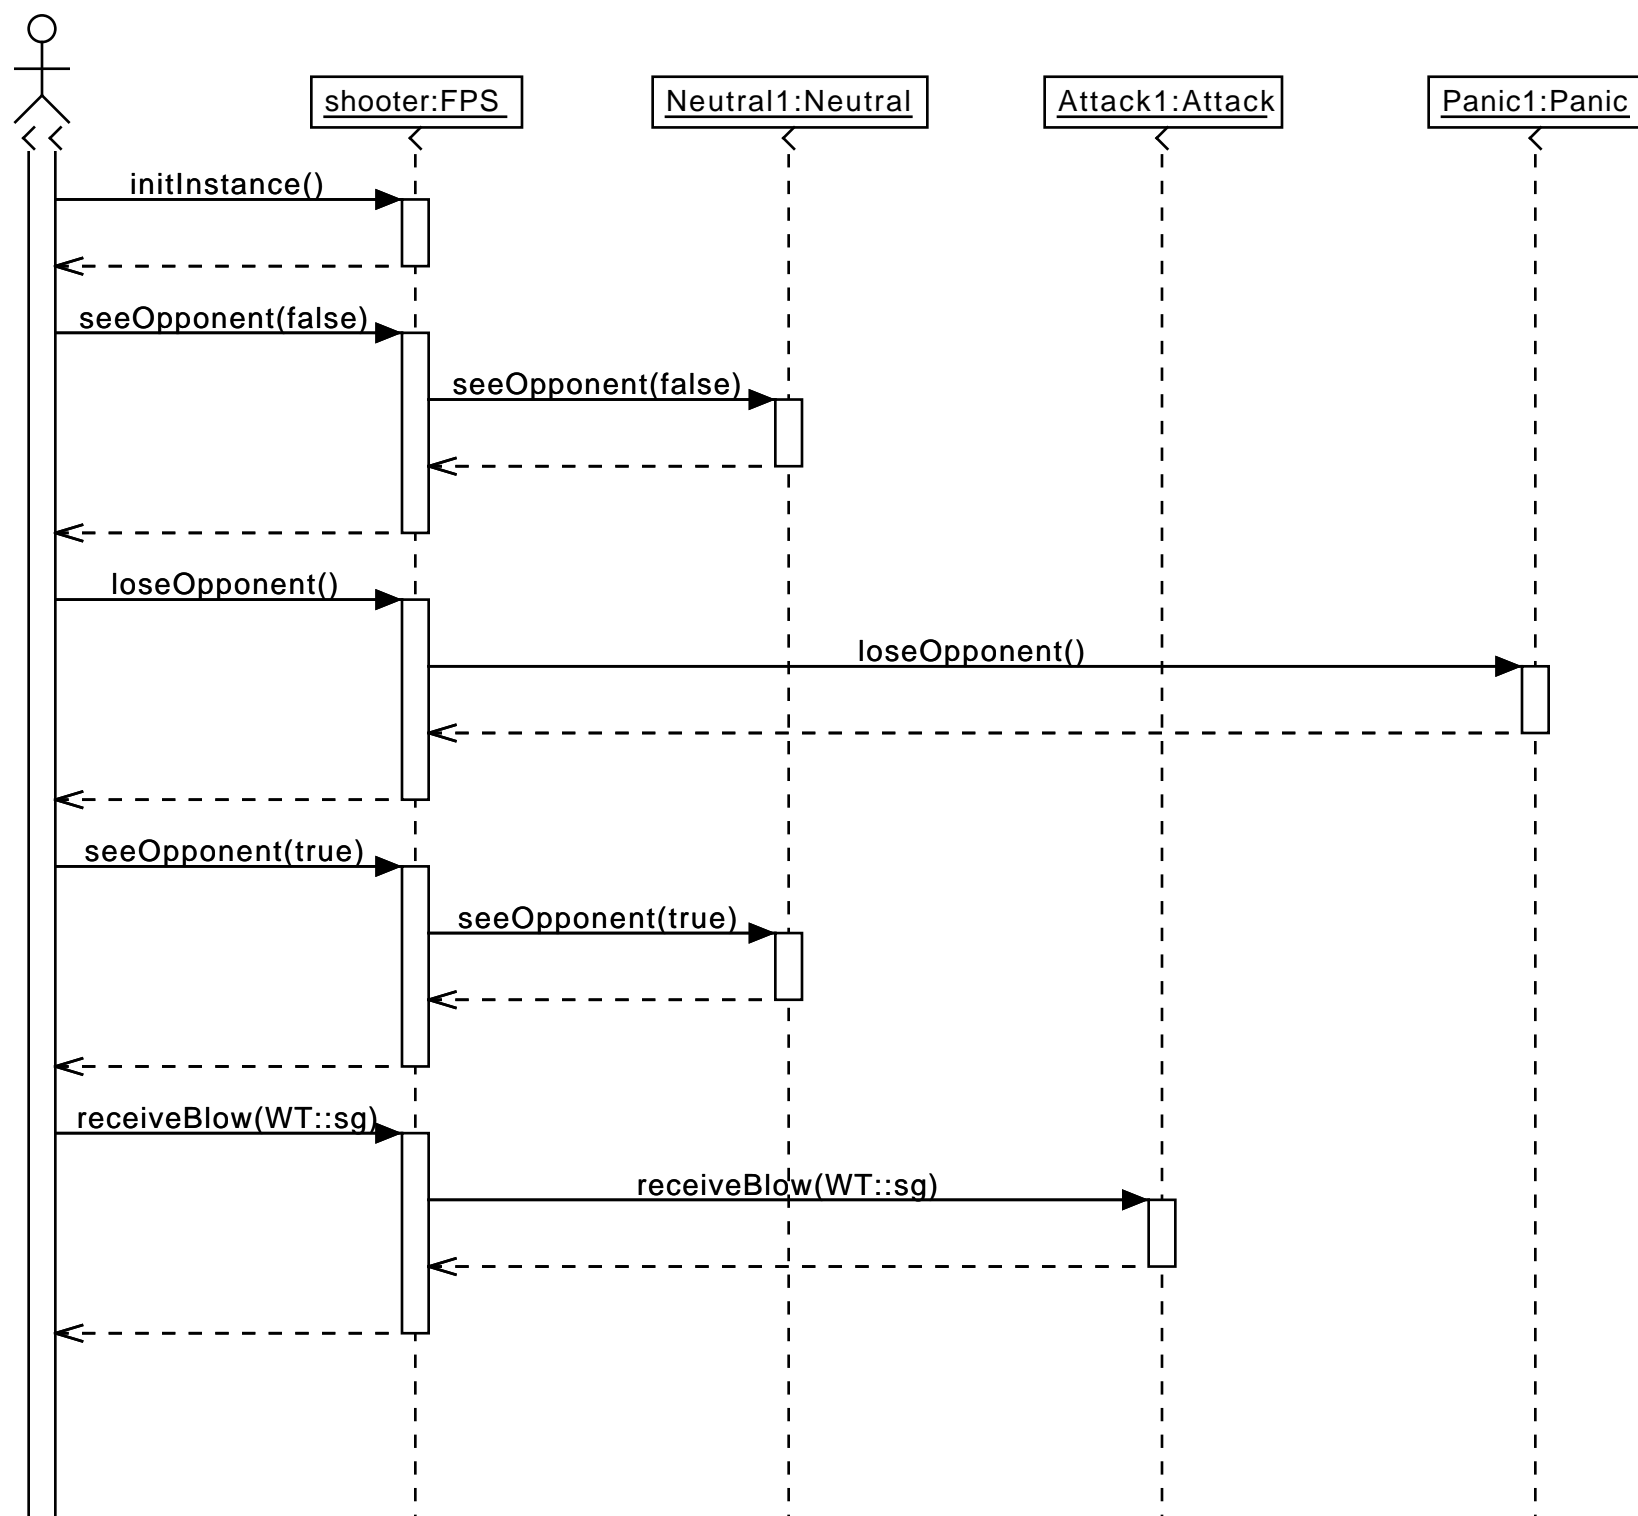 shooter:FPS
Neutral1:Neutral
Attack1:Attack
Panic1:Panic
initInstance()
seeOpponent(false)
seeOpponent(false)
loseOpponent()
loseOpponent()
seeOpponent(true)
seeOpponent(true)
receiveBlow(WT::sg)
receiveBlow(WT::sg)